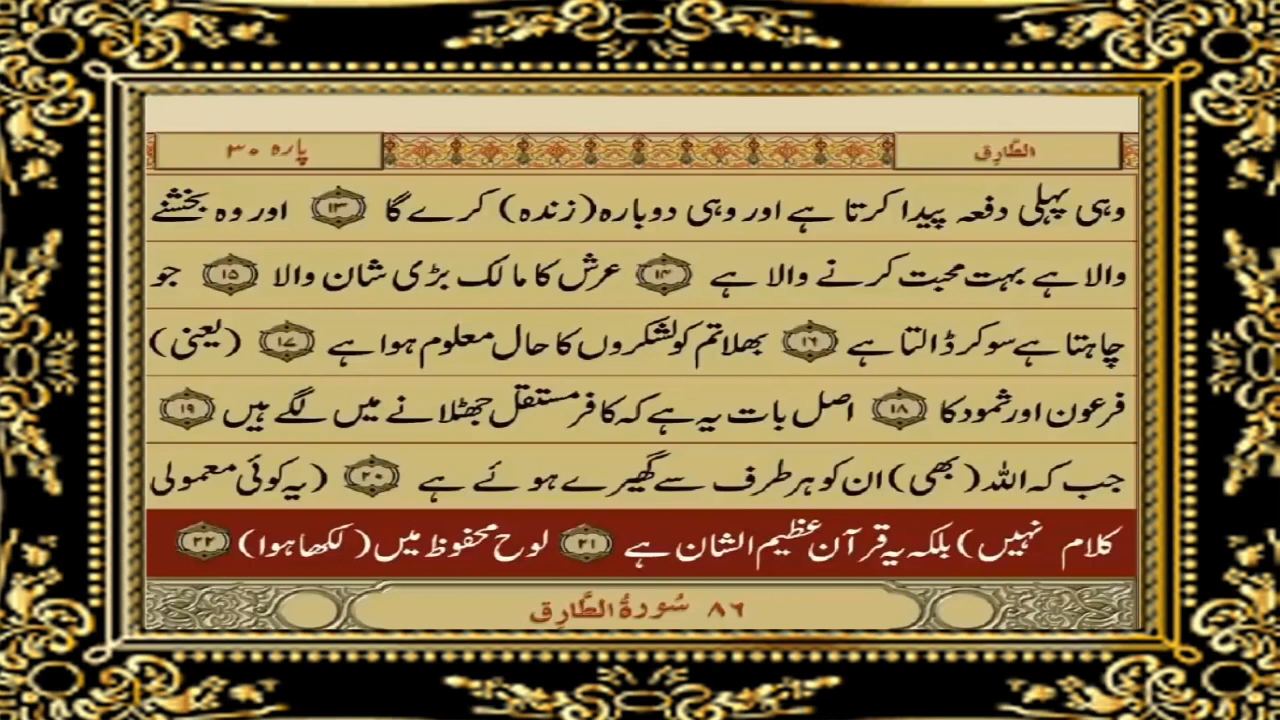 الطَّارِق پارہ ۳۰
وہی پہلی دفعہ پیدا کرتا ہے اور وہی دوبارہ(زندہ) کرے گا ۱۳ اور وہ بخشنے
والا ہے بہت محبت کرنے والا ہے ۱۴ عرش کا مالک بڑی شان والا ۱۵ جو
چاہتا ہے سو کر ڈالتا ہے ۱۶ بھلا تم کو لشکروں کا حال معلوم ہوا ہے ۱۷ (یعنی)
فرعون اور ثمود کا ۱۸ اصل بات یہ ہے کہ کافر مستقل جھٹلانے میں لگے ہیں ۱۹
جب کہ اللہ (بھی) ان کو ہر طرف سے گھیرے ہوئے ہے ۲۰ (یہ کوئی معمولی
کلام نہیں) بلکہ یہ قرآن عظیم الشان ہے ۲۱ لوح محفوظ میں( لکھا ہوا) ۲۲
۸۶ سُورۃُ الطَّارِق